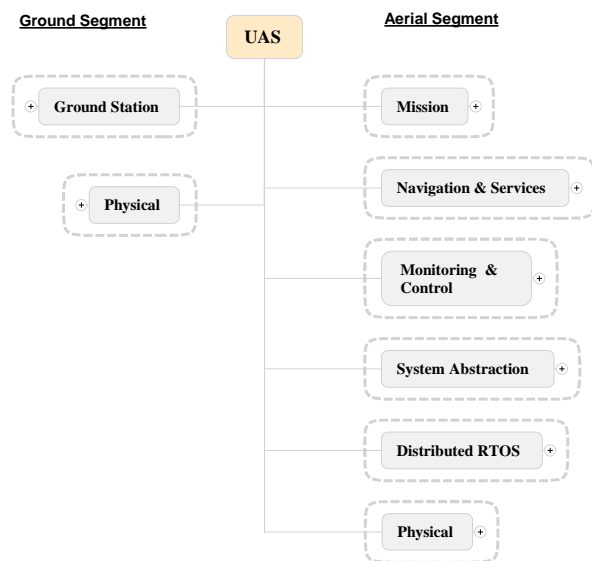 Ground Segment
UAS
Aerial Segment
Ground Station
Physical
Mission
Navigation & Services
Monitoring &
Control
System Abstraction
Distributed RTOS
Physical